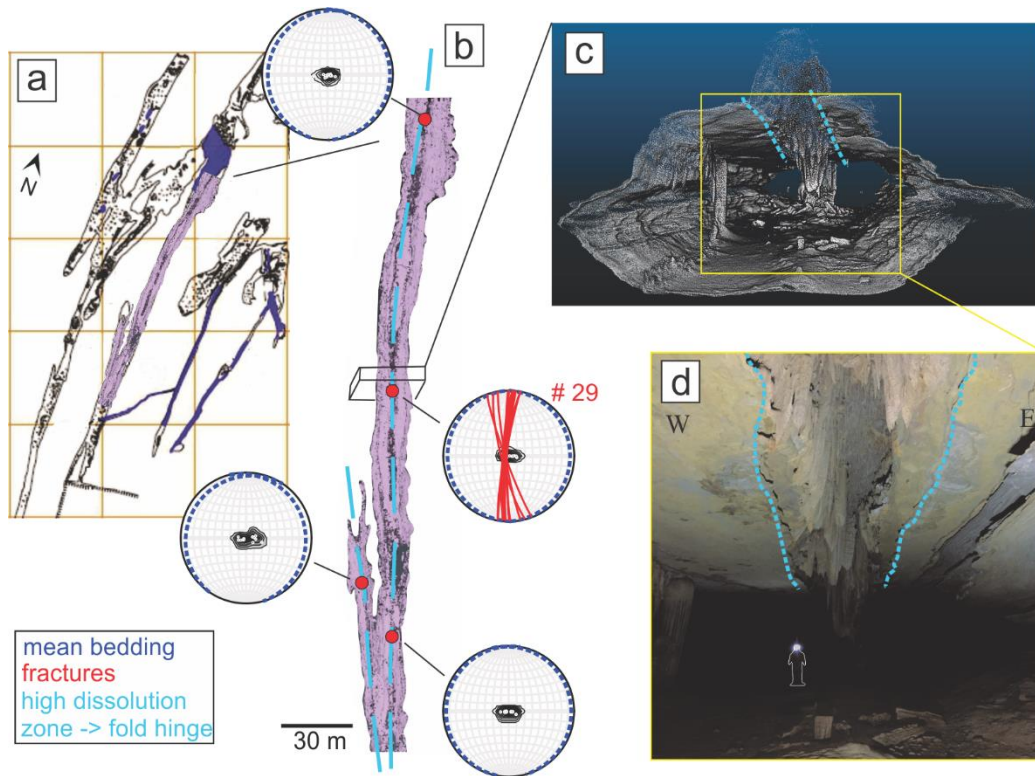 a
b
c
N
# 29
d
W
E
mean bedding
fractures
high dissolution
zone -> fold hinge
30 m